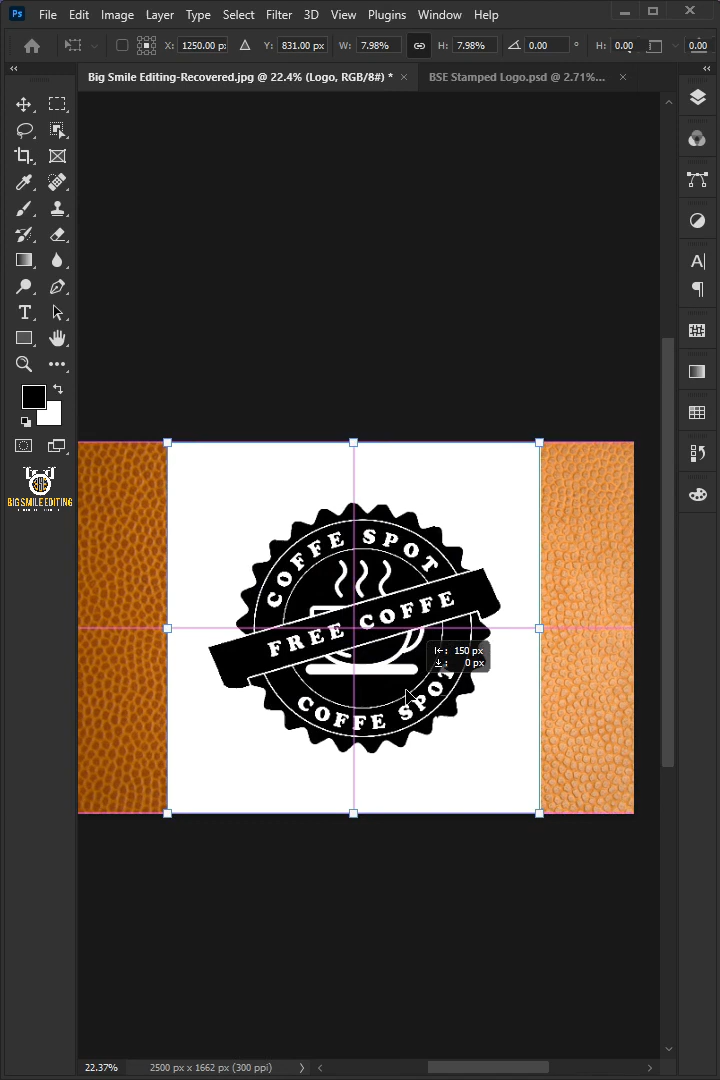 Ps File Edit Image Layer Type Select Filter 3D View Plugins Window Help
X: 1250.00 px Y: 831.00 px W: 7.98% H: 7.98% 0.00 ° H: 0.00 0.00
Big Smile Editing-Recovered.jpg @ 22.4% (Logo, RGB/8#) * × BSE Stamped Logo.psd @ 2.71%... ×
BIG SMILE EDITING
COFFE SPOT
FREE COFFE
150 px
0 px
COFFE SPOT
22.37% 2500 px x 1662 px (300 ppi)